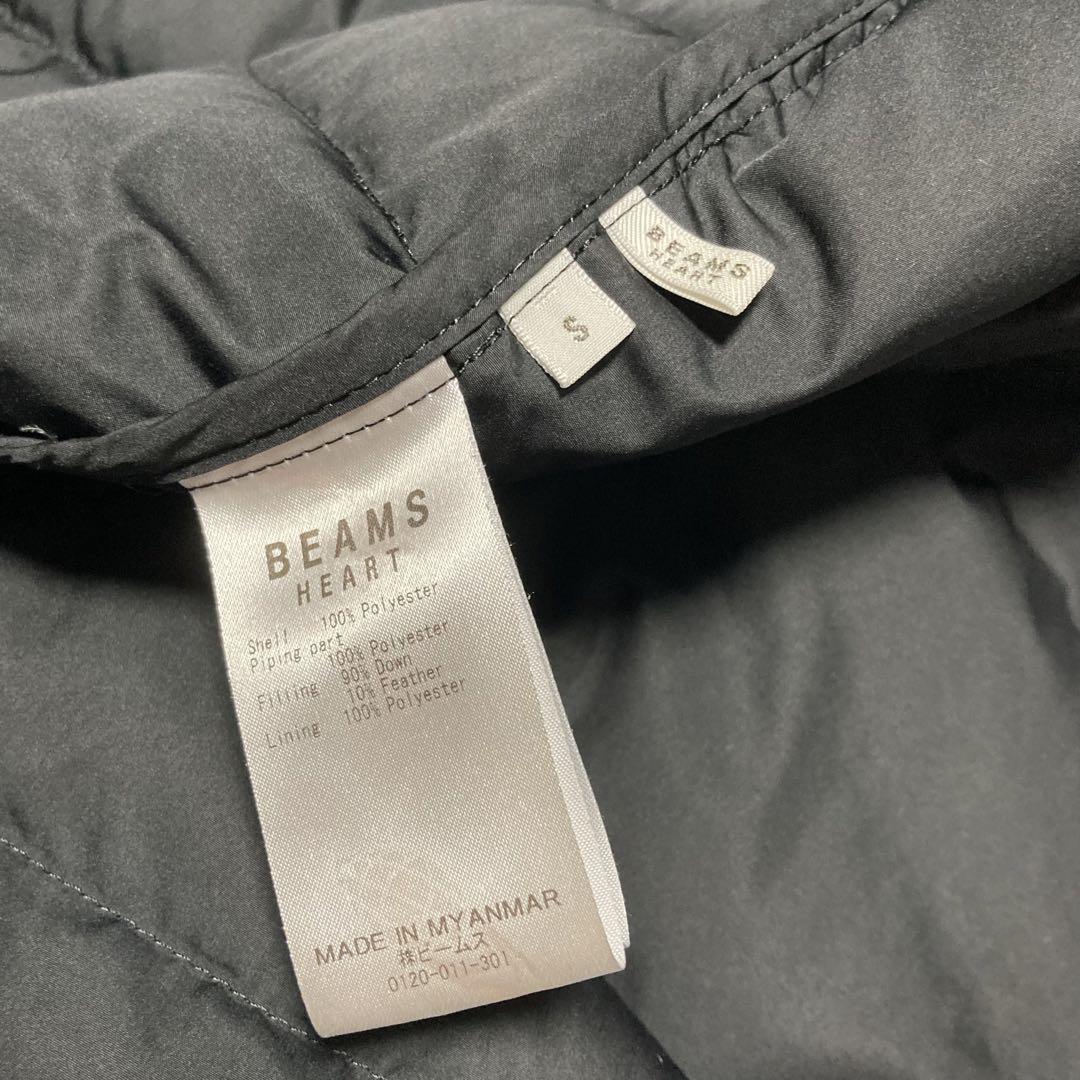 BEAMS
HEART
S
BEAMS
HEART
Shell 100% Polyester
Piping part
100% Polyester
Filling 90% Down
10% Feather
Lining 100% Polyester
MADE IN MYANMAR
㈱ビームス
0120-011-301